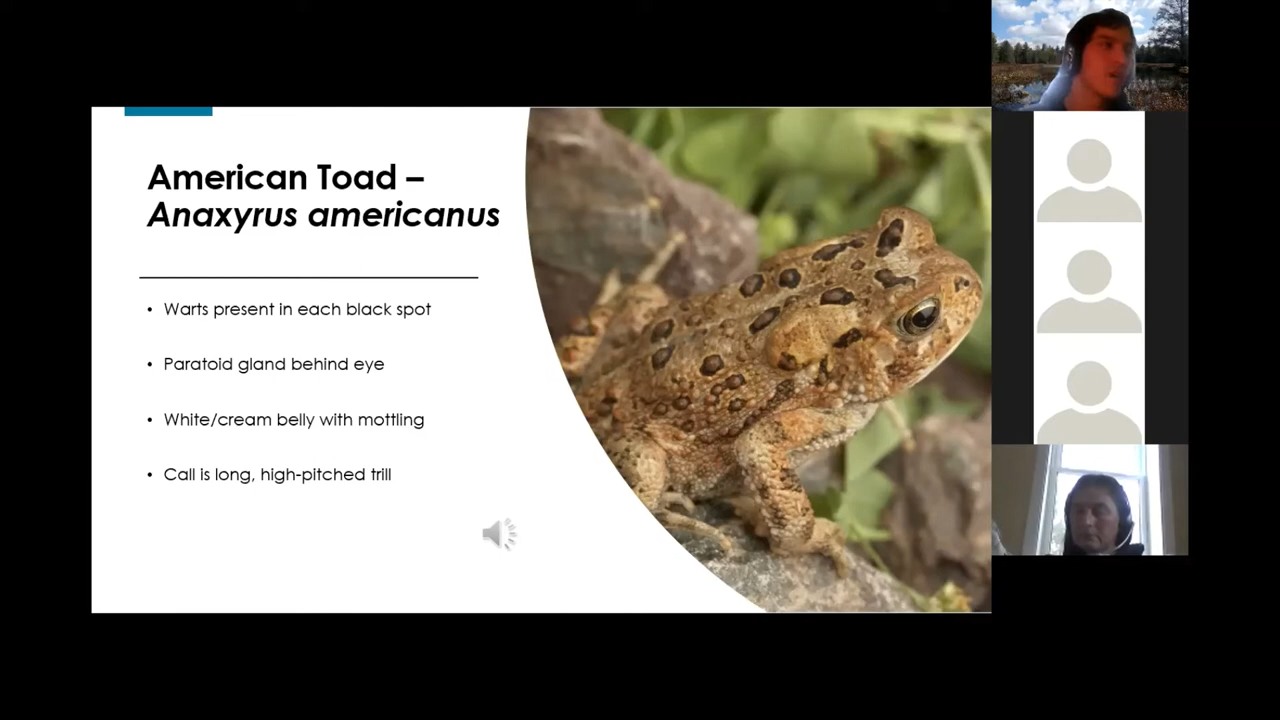 American Toad –
Anaxyrus americanus
• Warts present in each black spot
• Paratoid gland behind eye
• White/cream belly with mottling
• Call is long, high-pitched trill